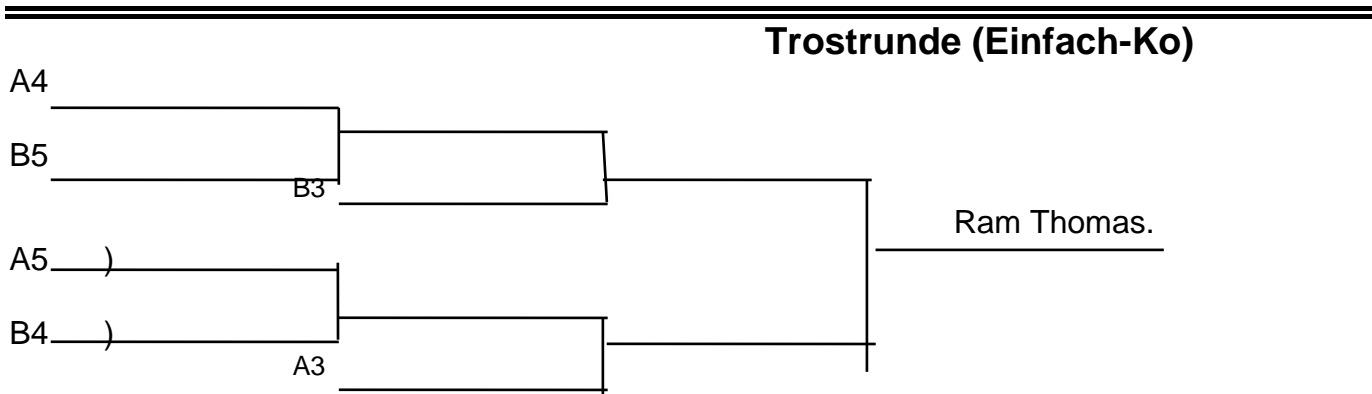 Trostrunde (Einfach-Ko)
A4
B5
B3
Ram Thomas.
A5 )
B4 )
A3